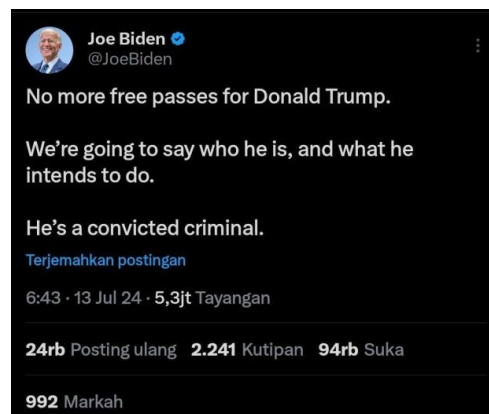 Joe Biden
@JoeBiden
No more free passes for Donald Trump.
We’re going to say who he is, and what he
intends to do.
He’s a convicted criminal.
Terjemahkan postingan
6:43 · 13 Jul 24 · 5,3jt Tayangan
24rb Posting ulang 2.241 Kutipan 94rb Suka
992 Markah